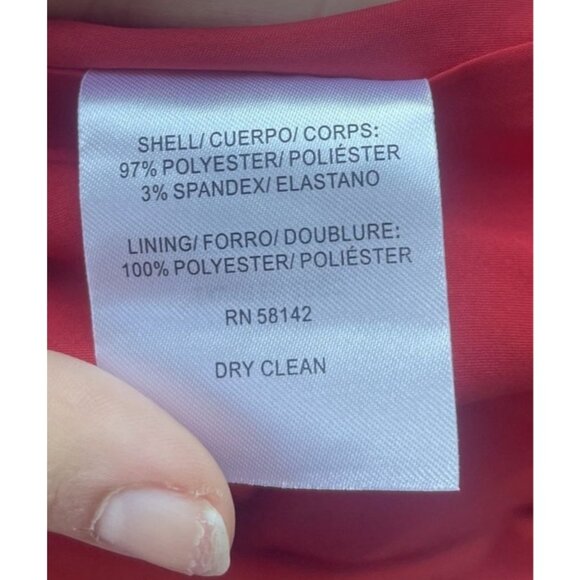 SHELL/ CUERPO/ CORPS:
97% POLYESTER/ POLIÉSTER
3% SPANDEX/ ELASTANO
LINING/ FORRO/ DOUBLURE:
100% POLYESTER/ POLIÉSTER
RN 58142
DRY CLEAN